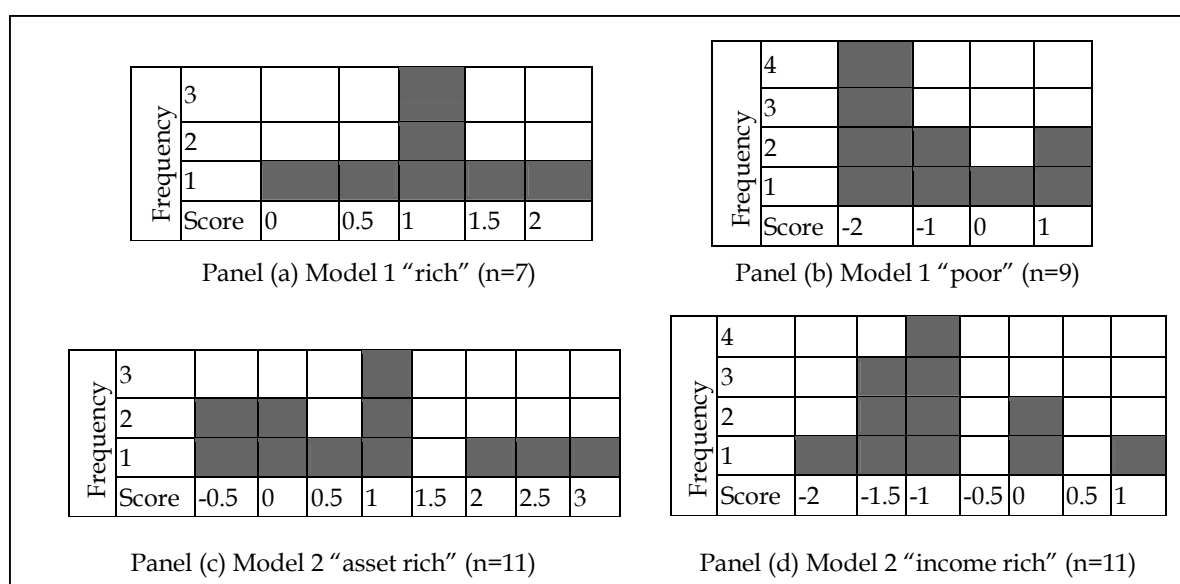 Frequency
3
2
1
Score 0 0.5 1 1.5 2
Panel (a) Model 1 “rich” (n=7)
Frequency
4
3
2
1
Score -2 -1 0 1
Panel (b) Model 1 “poor” (n=9)
Frequency
3
2
1
Score -0.5 0 0.5 1 1.5 2 2.5 3
Panel (c) Model 2 “asset rich” (n=11)
Frequency
4
3
2
1
Score -2 -1.5 -1 -0.5 0 0.5 1
Panel (d) Model 2 “income rich” (n=11)